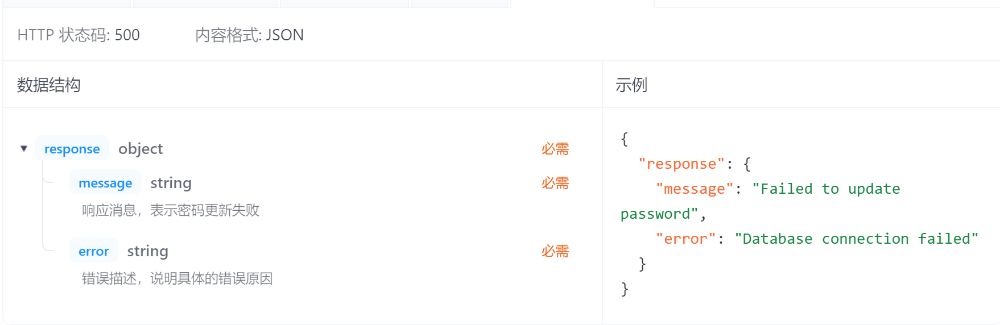 HTTP 状态码: 500 内容格式: JSON
数据结构
示例
▼ response object 必需
message string 必需
响应消息，表示密码更新失败
error string 必需
错误描述，说明具体的错误原因
{
"response": {
"message": "Failed to update
password",
"error": "Database connection failed"
}
}